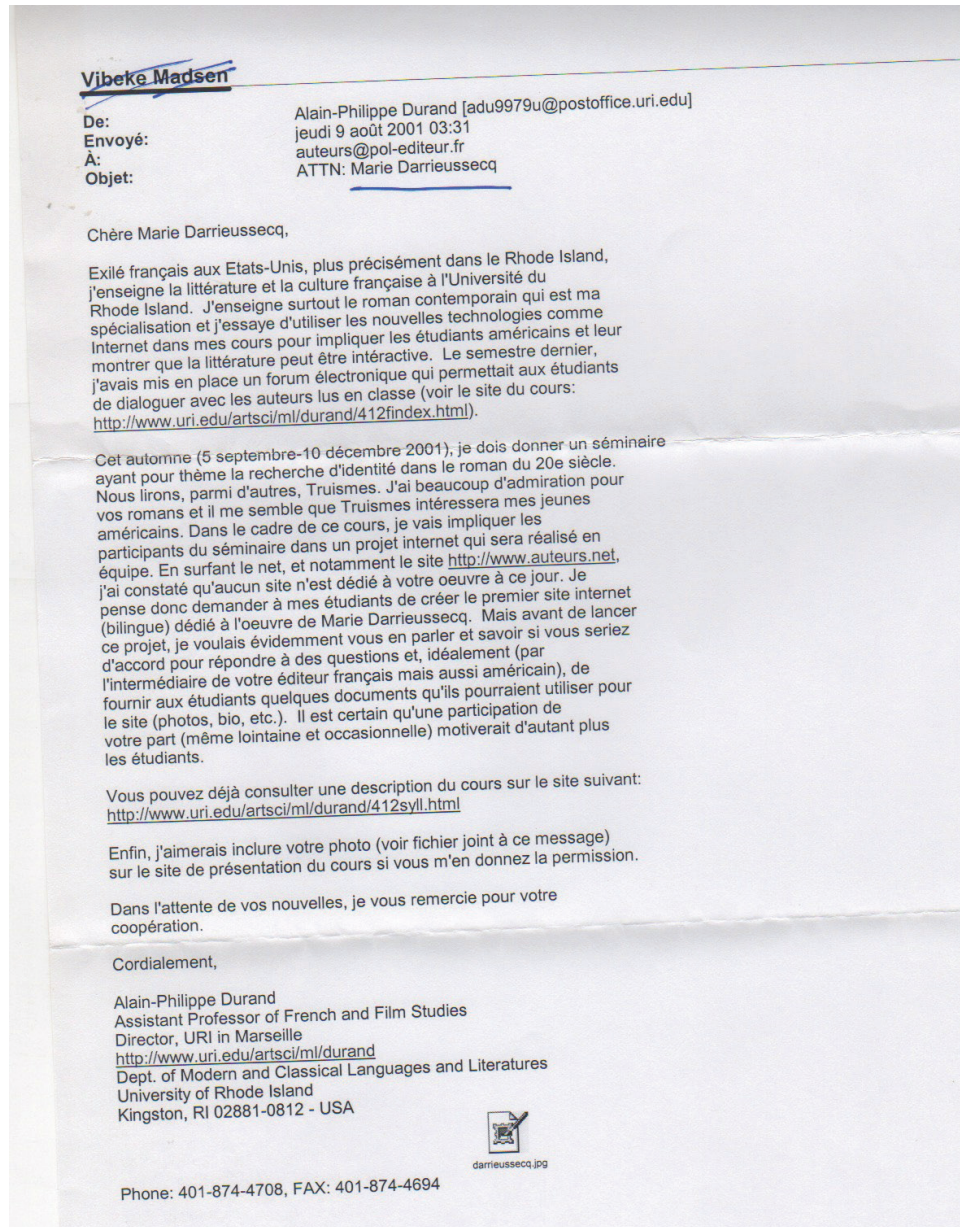 Vibeke Madsen
De: Alain-Philippe Durand [adu9979u@postoffice.uri.edu]
Envoyé: jeudi 9 août 2001 03:31
À: auteurs@pol-editeur.fr
Objet: ATTN: Marie Darrieussecq
Chère Marie Darrieussecq,
Exilé français aux Etats-Unis, plus précisément dans le Rhode Island,
j'enseigne la littérature et la culture française à l'Université du
Rhode Island. J'enseigne surtout le roman contemporain qui est ma
spécialisation et j'essaye d'utiliser les nouvelles technologies comme
Internet dans mes cours pour impliquer les étudiants américains et leur
montrer que la littérature peut être intéractive. Le semestre dernier,
j'avais mis en place un forum électronique qui permettait aux étudiants
de dialoguer avec les auteurs lus en classe (voir le site du cours:
http://www.uri.edu/artsci/ml/durand/412findex.html).
Cet automne (5 septembre-10 décembre 2001), je dois donner un séminaire
ayant pour thème la recherche d'identité dans le roman du 20e siècle.
Nous lirons, parmi d'autres, Truismes. J'ai beaucoup d'admiration pour
vos romans et il me semble que Truismes intéressera mes jeunes
américains. Dans le cadre de ce cours, je vais impliquer les
participants du séminaire dans un projet internet qui sera réalisé en
équipe. En surfant le net, et notamment le site http://www.auteurs.net,
j'ai constaté qu'aucun site n'est dédié à votre oeuvre à ce jour. Je
pense donc demander à mes étudiants de créer le premier site internet
(bilingue) dédié à l'oeuvre de Marie Darrieussecq. Mais avant de lancer
ce projet, je voulais évidemment vous en parler et savoir si vous seriez
d'accord pour répondre à des questions et, idéalement (par
l'intermédiaire de votre éditeur français mais aussi américain), de
fournir aux étudiants quelques documents qu'ils pourraient utiliser pour
le site (photos, bio, etc.). Il est certain qu'une participation de
votre part (même lointaine et occasionnelle) motiverait d'autant plus
les étudiants.
Vous pouvez déjà consulter une description du cours sur le site suivant:
http://www.uri.edu/artsci/ml/durand/412syll.html
Enfin, j'aimerais inclure votre photo (voir fichier joint à ce message)
sur le site de présentation du cours si vous m'en donnez la permission.
Dans l'attente de vos nouvelles, je vous remercie pour votre
coopération.
Cordialement,
Alain-Philippe Durand
Assistant Professor of French and Film Studies
Director, URI in Marseille
http://www.uri.edu/artsci/ml/durand
Dept. of Modern and Classical Languages and Literatures
University of Rhode Island
Kingston, RI 02881-0812 - USA
darrieussecq.jpg
Phone: 401-874-4708, FAX: 401-874-4694